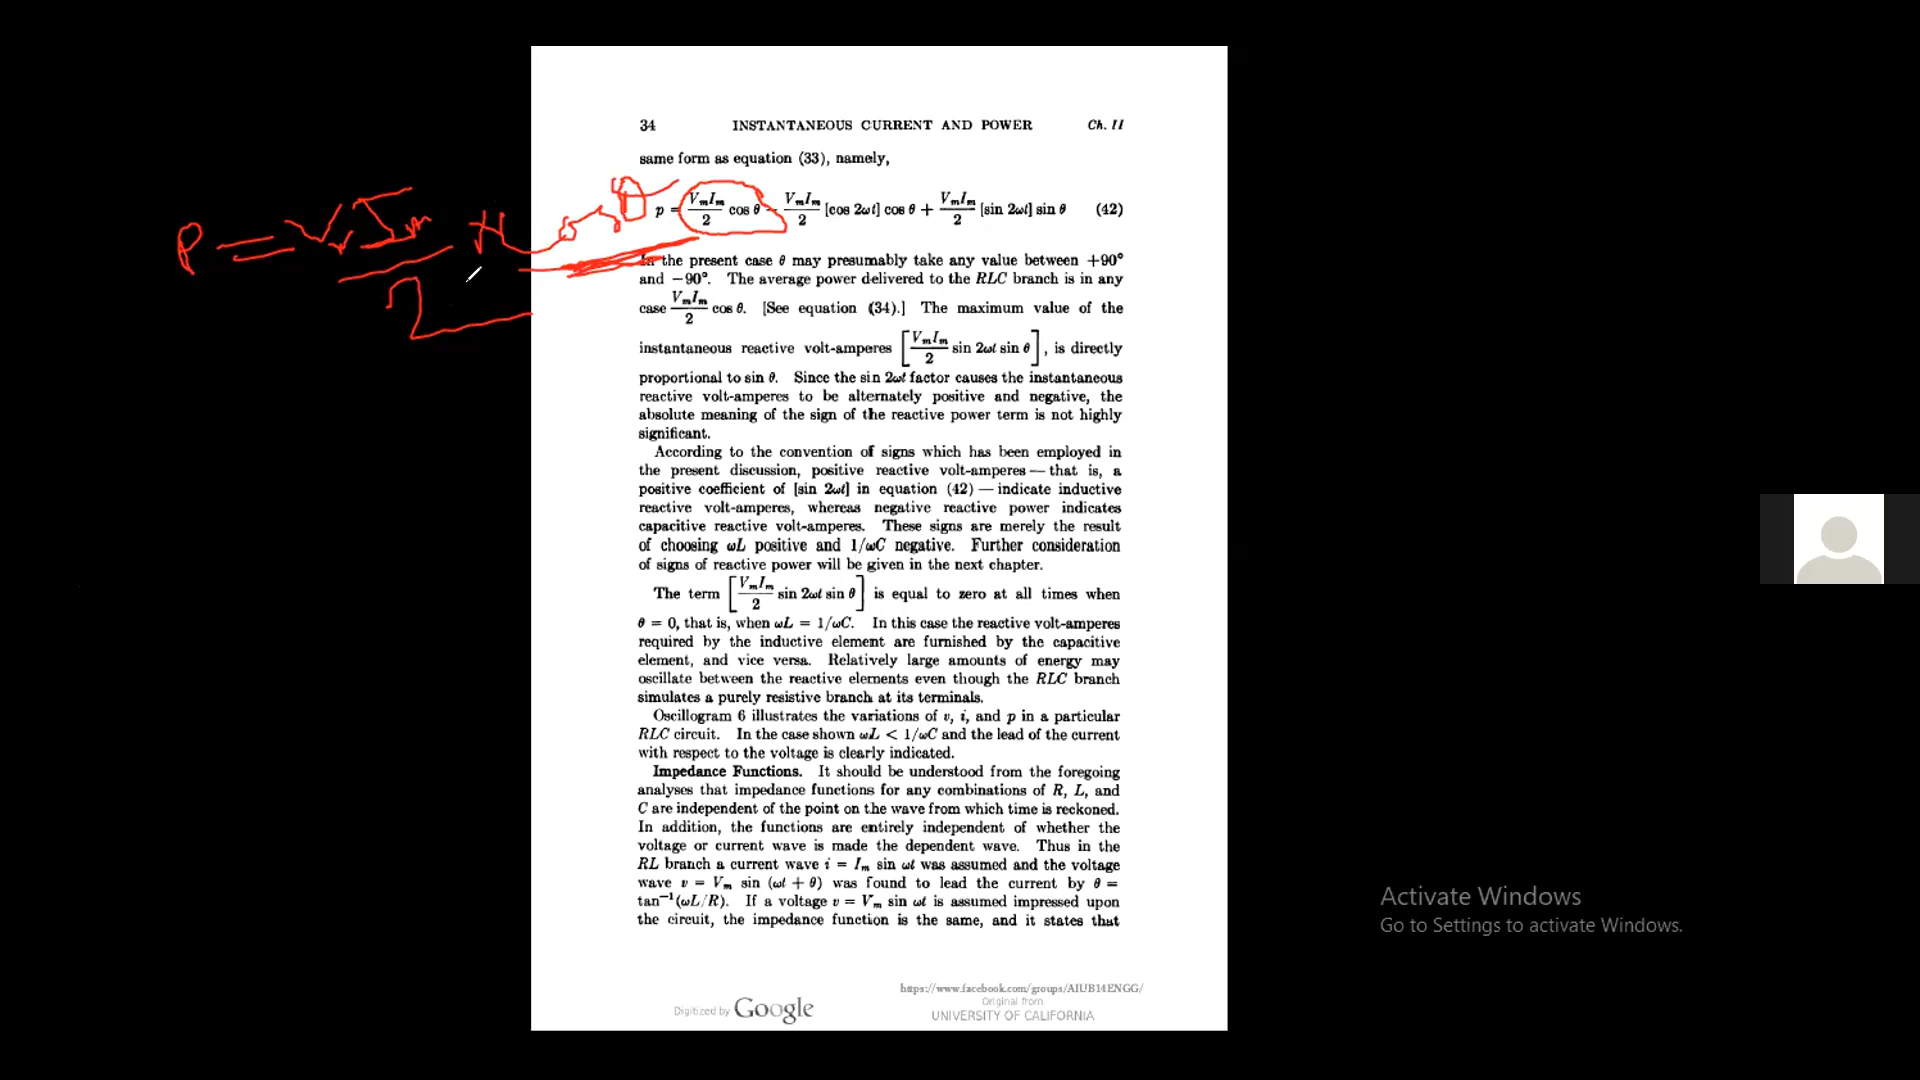 34 INSTANTANEOUS CURRENT AND POWER Ch. II
same form as equation (33), namely,
p = VmIm/2 cos θ - VmIm/2 [cos 2ωt] cos θ + VmIm/2 [sin 2ωt] sin θ (42)
P = VmIm/2 × cos θ
In the present case θ may presumably take any value between +90°
and −90°. The average power delivered to the RLC branch is in any
case VmIm/2 cos θ. [See equation (34).] The maximum value of the
instantaneous reactive volt-amperes [VmIm/2 sin 2ωt sin θ], is directly
proportional to sin θ. Since the sin 2ωt factor causes the instantaneous
reactive volt-amperes to be alternately positive and negative, the
absolute meaning of the sign of the reactive power term is not highly
significant.
According to the convention of signs which has been employed in
the present discussion, positive reactive volt-amperes — that is, a
positive coefficient of [sin 2ωt] in equation (42) — indicate inductive
reactive volt-amperes, whereas negative reactive power indicates
capacitive reactive volt-amperes. These signs are merely the result
of choosing ωL positive and 1/ωC negative. Further consideration
of signs of reactive power will be given in the next chapter.
The term [VmIm/2 sin 2ωt sin θ] is equal to zero at all times when
θ = 0, that is, when ωL = 1/ωC. In this case the reactive volt-amperes
required by the inductive element are furnished by the capacitive
element, and vice versa. Relatively large amounts of energy may
oscillate between the reactive elements even though the RLC branch
simulates a purely resistive branch at its terminals.
Oscillogram 6 illustrates the variations of v, i, and p in a particular
RLC circuit. In the case shown ωL < 1/ωC and the lead of the current
with respect to the voltage is clearly indicated.
Impedance Functions. It should be understood from the foregoing
analyses that impedance functions for any combinations of R, L, and
C are independent of the point on the wave from which time is reckoned.
In addition, the functions are entirely independent of whether the
voltage or current wave is made the dependent wave. Thus in the
RL branch a current wave i = Im sin ωt was assumed and the voltage
wave v = Vm sin (ωt + θ) was found to lead the current by θ =
tan⁻¹(ωL/R). If a voltage v = Vm sin ωt is assumed impressed upon
the circuit, the impedance function is the same, and it states that
https://www.facebook.com/groups/AIUB14ENGG/
Digitized by Google
Original from
UNIVERSITY OF CALIFORNIA
Activate Windows
Go to Settings to activate Windows.